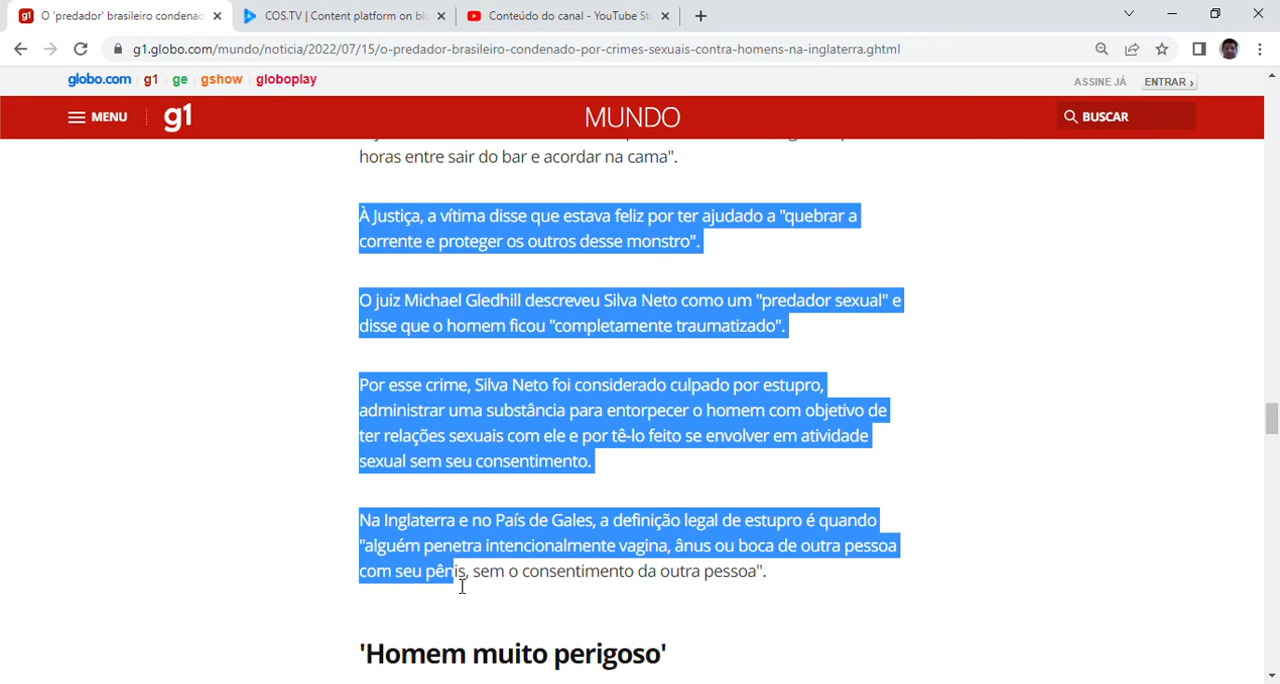 O 'predador' brasileiro condenad
COS.TV | Content platform on blo
Conteúdo do canal - YouTube Stu
g1.globo.com/mundo/noticia/2022/07/15/o-predador-brasileiro-condenado-por-crimes-sexuais-contra-homens-na-inglaterra.ghtml
globo.com g1 ge gshow globoplay
ASSINE JÁ ENTRAR ›
MENU g1 MUNDO BUSCAR
horas entre sair do bar e acordar na cama".
À Justiça, a vítima disse que estava feliz por ter ajudado a "quebrar a
corrente e proteger os outros desse monstro".
O juiz Michael Gledhill descreveu Silva Neto como um "predador sexual" e
disse que o homem ficou "completamente traumatizado".
Por esse crime, Silva Neto foi considerado culpado por estupro,
administrar uma substância para entorpecer o homem com objetivo de
ter relações sexuais com ele e por tê-lo feito se envolver em atividade
sexual sem seu consentimento.
Na Inglaterra e no País de Gales, a definição legal de estupro é quando
"alguém penetra intencionalmente vagina, ânus ou boca de outra pessoa
com seu pênis, sem o consentimento da outra pessoa".
'Homem muito perigoso'